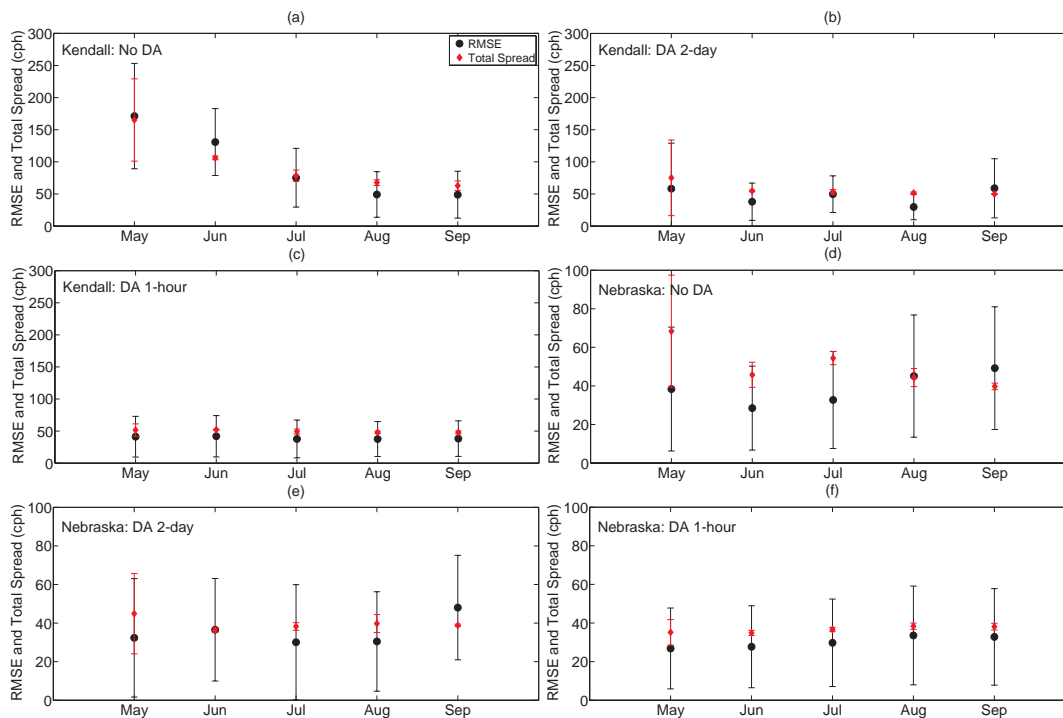 (a)
RMSE and Total Spread (cph)
300
250
200
150
100
50
0
Kendall: No DA
RMSE
Total Spread
May Jun Jul Aug Sep
(b)
RMSE and Total Spread (cph)
300
250
200
150
100
50
0
Kendall: DA 2-day
May Jun Jul Aug Sep
(c)
RMSE and Total Spread (cph)
300
250
200
150
100
50
0
Kendall: DA 1-hour
May Jun Jul Aug Sep
(d)
RMSE and Total Spread (cph)
100
80
60
40
20
0
Nebraska: No DA
May Jun Jul Aug Sep
(e)
RMSE and Total Spread (cph)
100
80
60
40
20
0
Nebraska: DA 2-day
May Jun Jul Aug Sep
(f)
RMSE and Total Spread (cph)
100
80
60
40
20
0
Nebraska: DA 1-hour
May Jun Jul Aug Sep